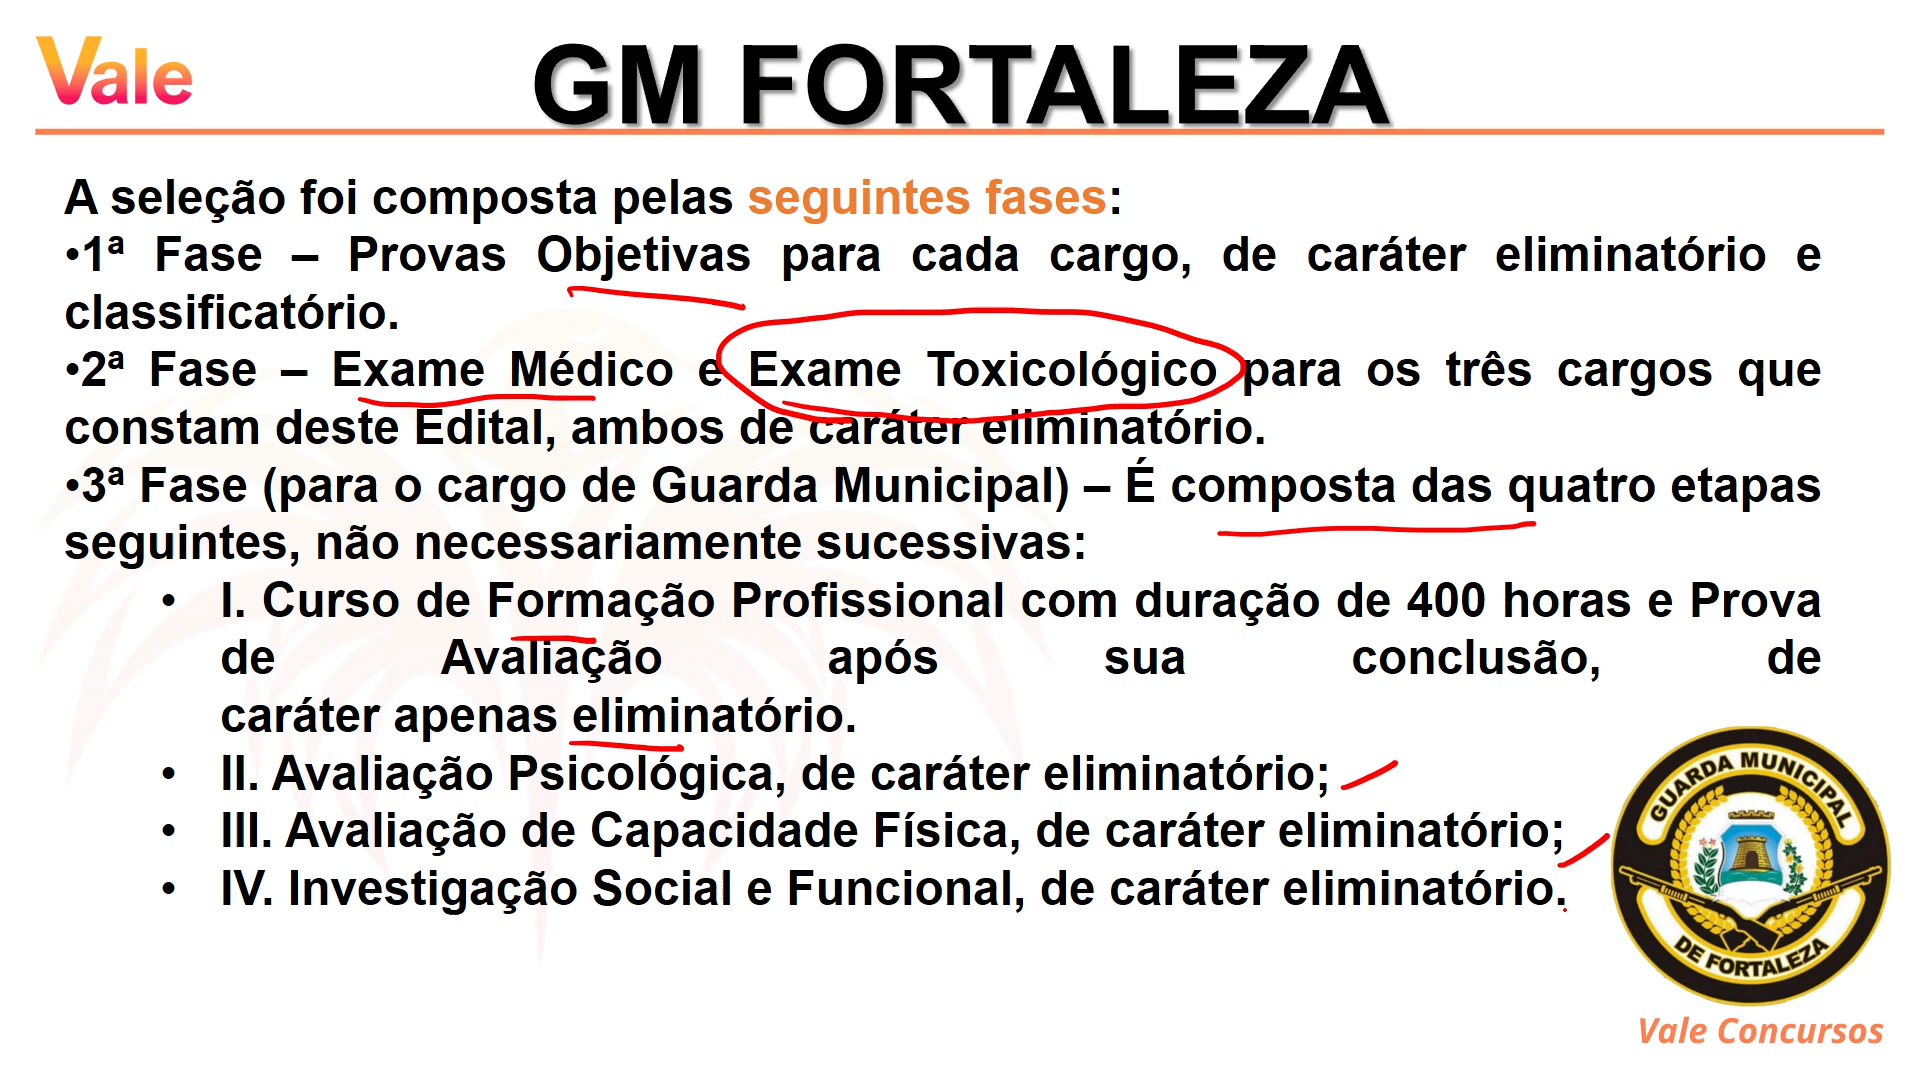 Vale
GM FORTALEZA
A seleção foi composta pelas seguintes fases:
•1ª Fase – Provas Objetivas para cada cargo, de caráter eliminatório e
classificatório.
•2ª Fase – Exame Médico e Exame Toxicológico para os três cargos que
constam deste Edital, ambos de caráter eliminatório.
•3ª Fase (para o cargo de Guarda Municipal) – É composta das quatro etapas
seguintes, não necessariamente sucessivas:
• I. Curso de Formação Profissional com duração de 400 horas e Prova
de Avaliação após sua conclusão, de
caráter apenas eliminatório.
• II. Avaliação Psicológica, de caráter eliminatório;
• III. Avaliação de Capacidade Física, de caráter eliminatório;
• IV. Investigação Social e Funcional, de caráter eliminatório.
GUARDA MUNICIPAL
DE FORTALEZA
Vale Concursos